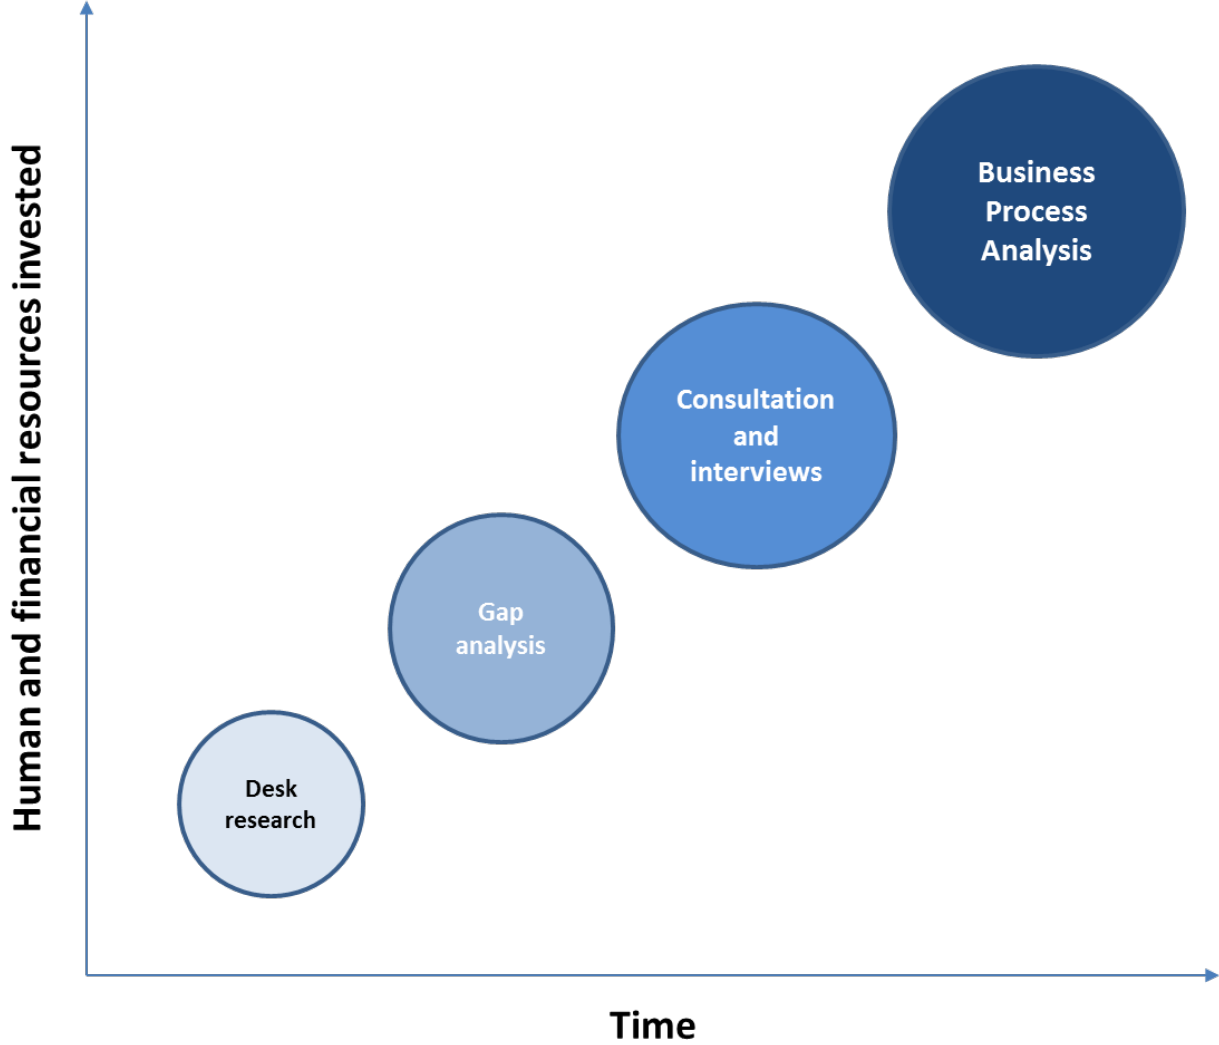 Human and financial resources invested
Business
Process
Analysis
Consultation
and
interviews
Gap
analysis
Desk
research
Time